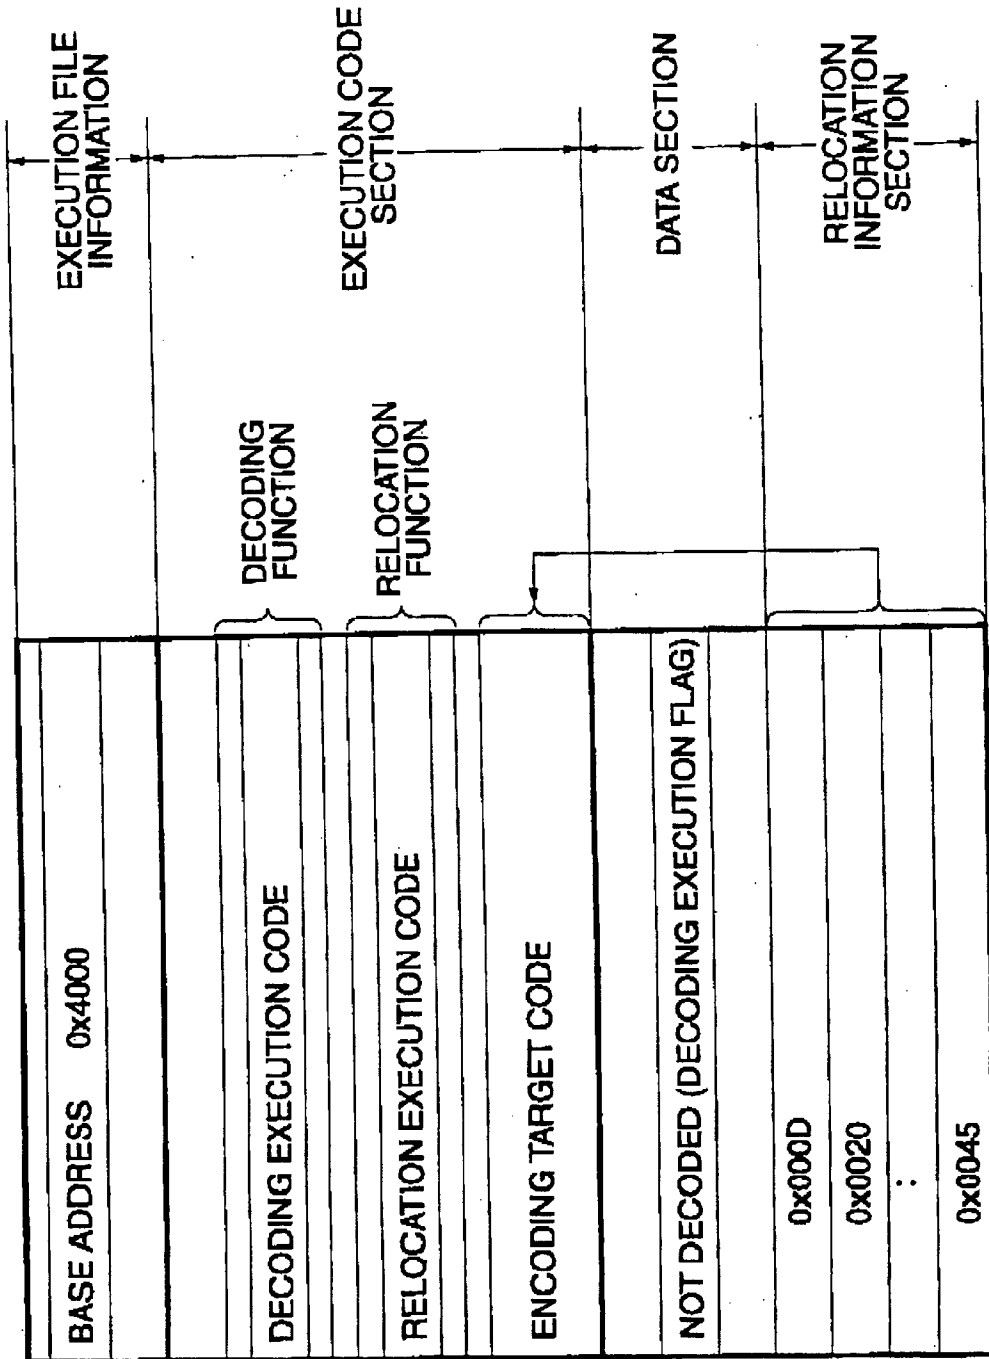 BASE ADDRESS 0x4000
EXECUTION FILE
INFORMATION
DECODING EXECUTION CODE
DECODING
FUNCTION
RELOCATION EXECUTION CODE
RELOCATION
FUNCTION
EXECUTION CODE
SECTION
ENCODING TARGET CODE
NOT DECODED (DECODING EXECUTION FLAG)
DATA SECTION
0x000D
0x0020
:
0x0045
RELOCATION
INFORMATION
SECTION